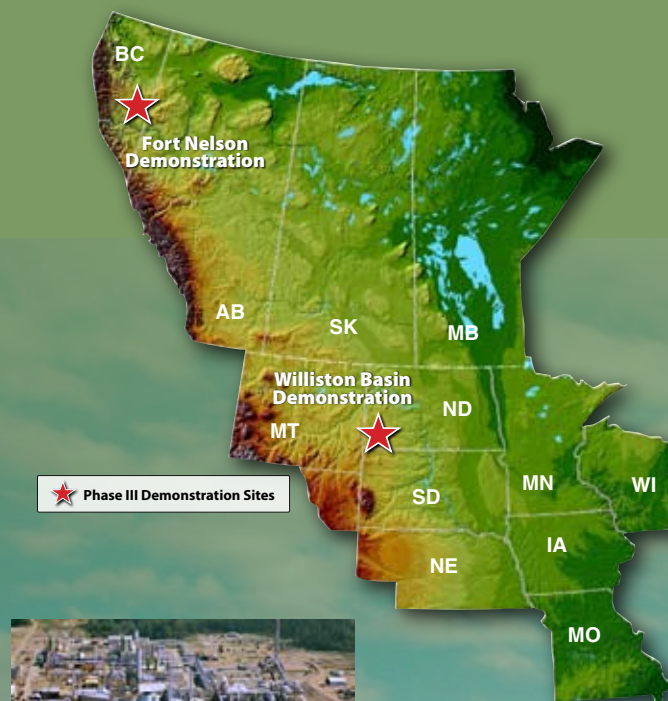 BC
Fort Nelson
Demonstration
AB
SK
MB
Williston Basin
Demonstration
ND
MT
Phase III Demonstration Sites
SD
MN
WI
IA
NE
MO